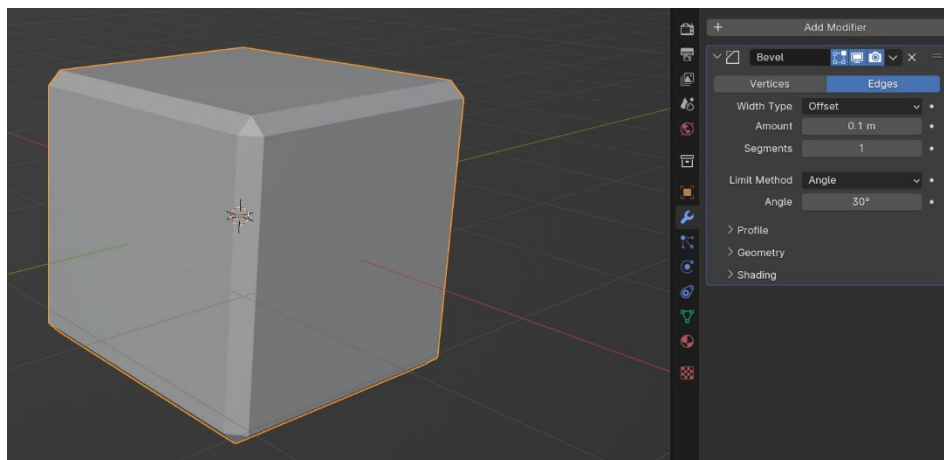 Add Modifier
Bevel
Vertices Edges
Width Type Offset
Amount 0.1 m
Segments 1
Limit Method Angle
Angle 30°
Profile
Geometry
Shading